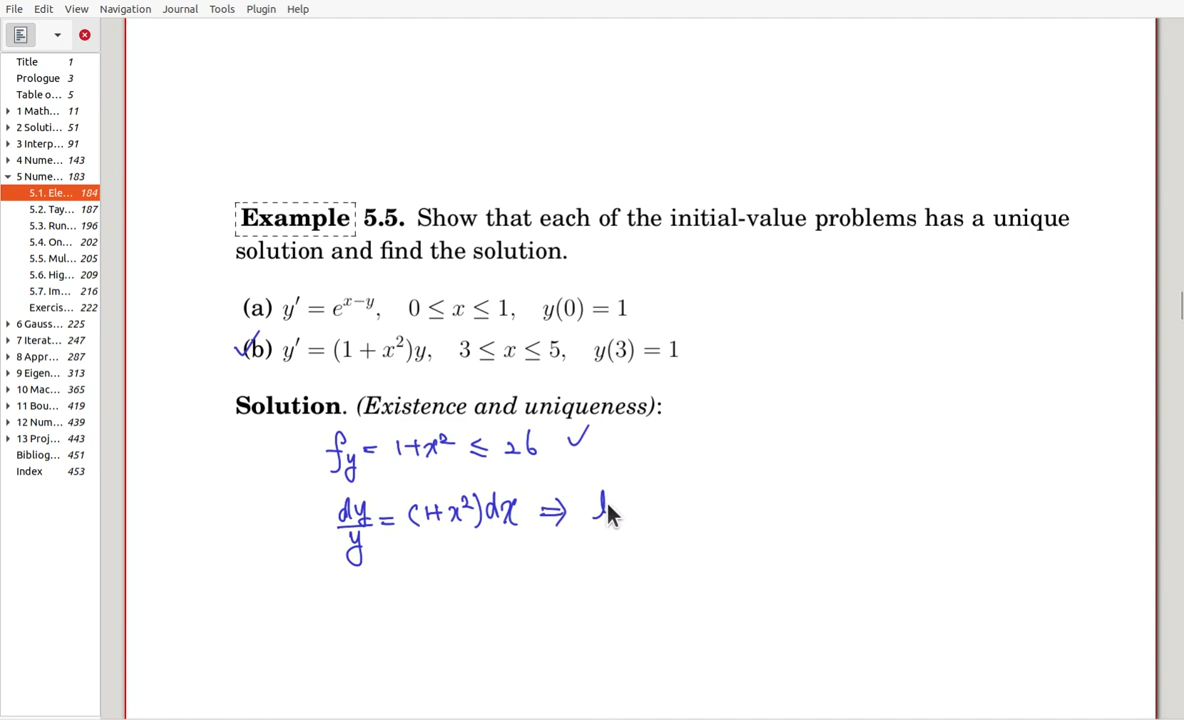 File Edit View Navigation Journal Tools Plugin Help
Title 1
Prologue 3
Table o... 5
1 Math... 11
2 Soluti... 51
3 Interp... 91
4 Nume... 143
5 Nume... 183
5.1. Ele... 184
5.2. Tay... 187
5.3. Run... 196
5.4. On... 202
5.5. Mul... 205
5.6. Hig... 209
5.7. Im... 216
Exercis... 222
6 Gauss... 225
7 Iterat... 247
8 Appr... 287
9 Eigen... 313
10 Mac... 365
11 Bou... 419
12 Num... 439
13 Proj... 443
Bibliog... 451
Index 453
Example 5.5. Show that each of the initial-value problems has a unique
solution and find the solution.
(a) y′ = e^{x−y}, 0 ≤ x ≤ 1, y(0) = 1
(b) y′ = (1 + x²)y, 3 ≤ x ≤ 5, y(3) = 1
Solution. (Existence and uniqueness):
f_y = 1+x² ≤ 26 ✓
dy/y = (1+x²)dx ⇒